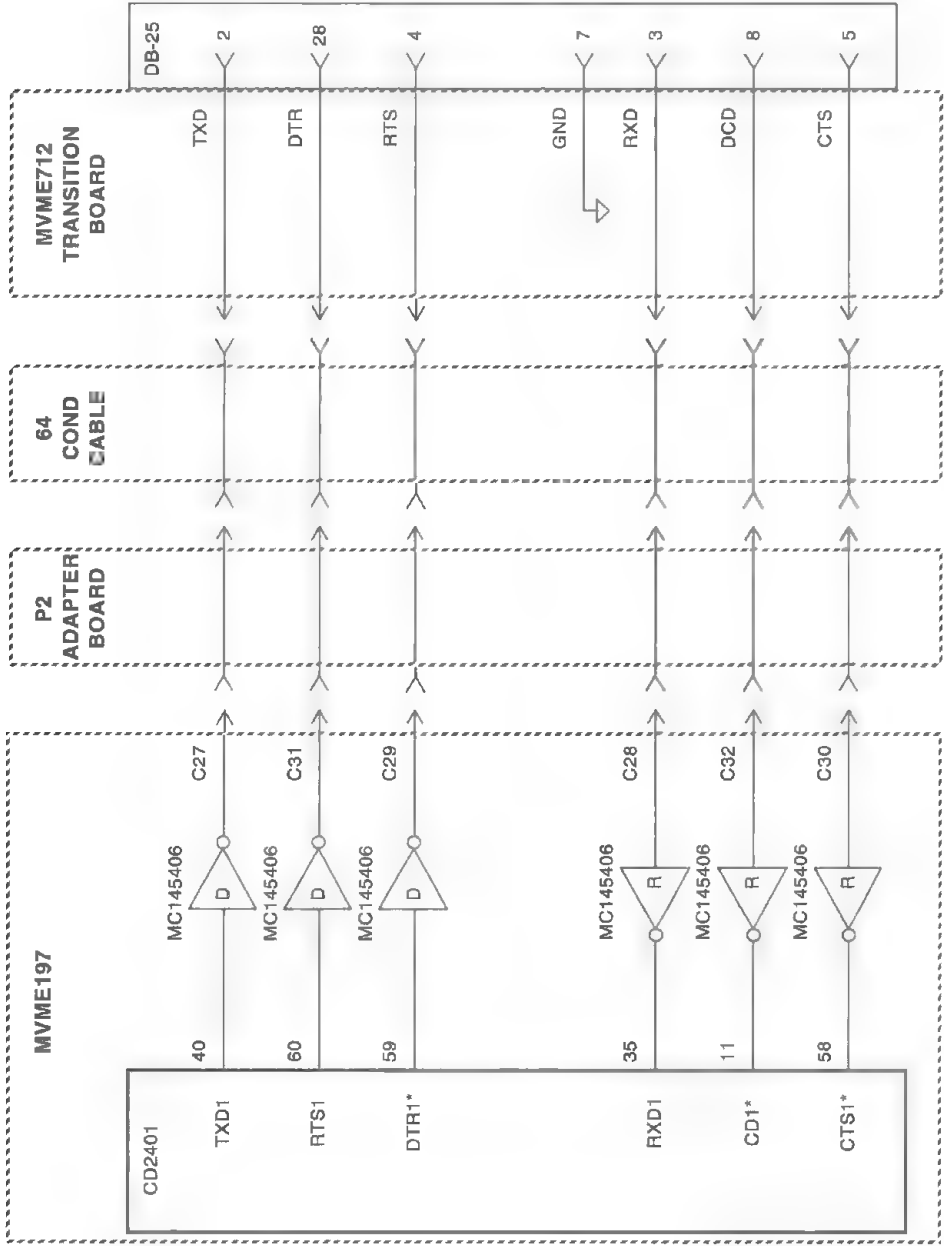 MVME197
P2
ADAPTER
BOARD
64
COND
CABLE
MVME712
TRANSITION
BOARD
CD2401
DB-25
MC145406
TXD1
40
D
C27
TXD
2
MC145406
RTS1
60
D
C31
DTR
28
MC145406
DTR1*
59
D
C29
RTS
4
GND
7
MC145406
RXD1
35
R
C28
RXD
3
MC145406
CD1*
11
R
C32
DCD
8
MC145406
CTS1*
58
R
C30
CTS
5